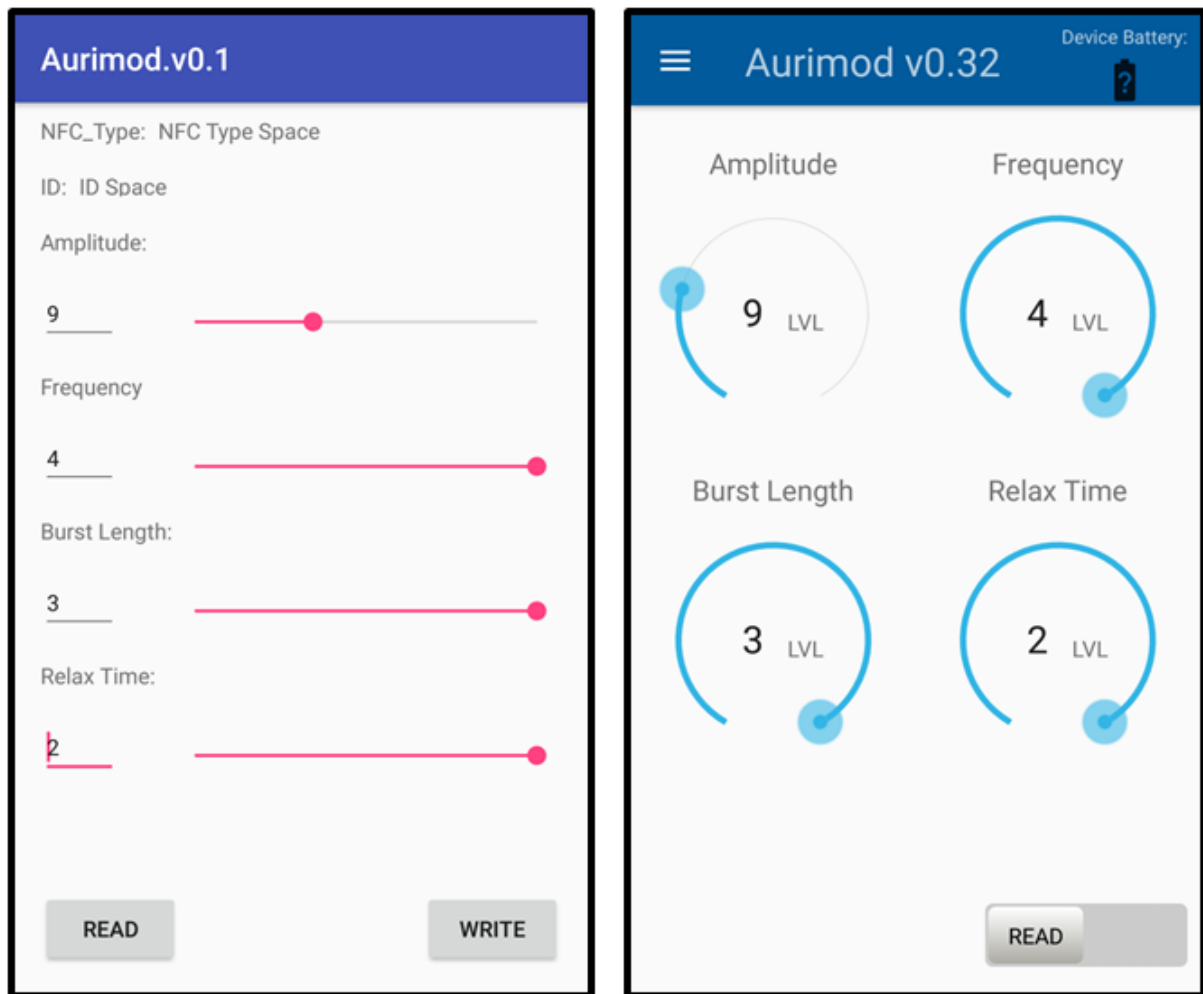 Aurimod.v0.1
NFC_Type: NFC Type Space
ID: ID Space
Amplitude:
9
Frequency
4
Burst Length:
3
Relax Time:
2
READ WRITE
Aurimod v0.32
Device Battery:
?
Amplitude Frequency
9 LVL 4 LVL
Burst Length Relax Time
3 LVL 2 LVL
READ